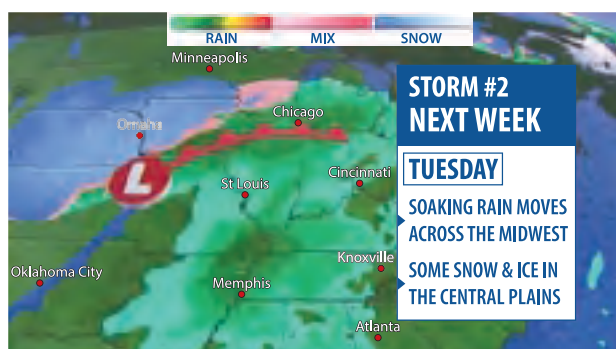 RAIN MIX SNOW
Minneapolis
STORM #2
NEXT WEEK
Chicago
Omaha
TUESDAY
Cincinnati
L
St Louis
SOAKING RAIN MOVES
ACROSS THE MIDWEST
Knoxville
Oklahoma City
SOME SNOW & ICE IN
THE CENTRAL PLAINS
Memphis
Atlanta